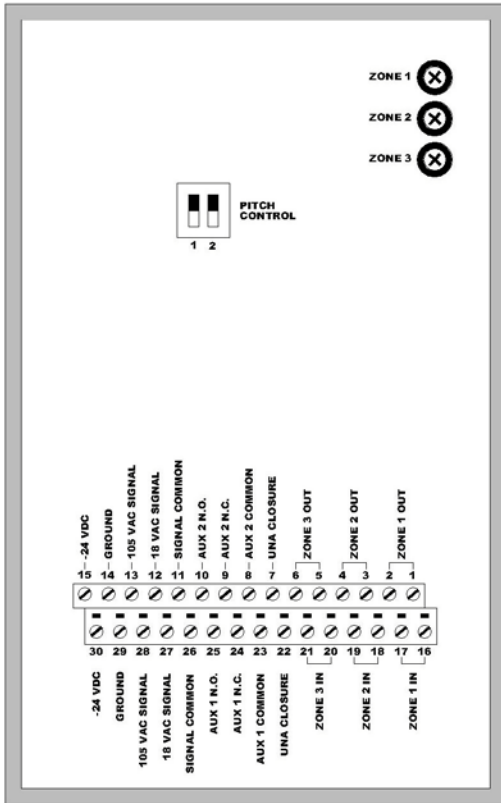 ZONE 1
ZONE 2
ZONE 3
PITCH
CONTROL
1 2
-24 VDC
GROUND
105 VAC SIGNAL
18 VAC SIGNAL
SIGNAL COMMON
AUX 2 N.O.
AUX 2 N.C.
AUX 2 COMMON
UNA CLOSURE
ZONE 3 OUT
ZONE 2 OUT
ZONE 1 OUT
15 14 13 12 11 10 9 8 7 6 5 4 3 2 1
30 29 28 27 26 25 24 23 22 21 20 19 18 17 16
-24 VDC
GROUND
105 VAC SIGNAL
18 VAC SIGNAL
SIGNAL COMMON
AUX 1 N.O.
AUX 1 N.C.
AUX 1 COMMON
UNA CLOSURE
ZONE 3 IN
ZONE 2 IN
ZONE 1 IN